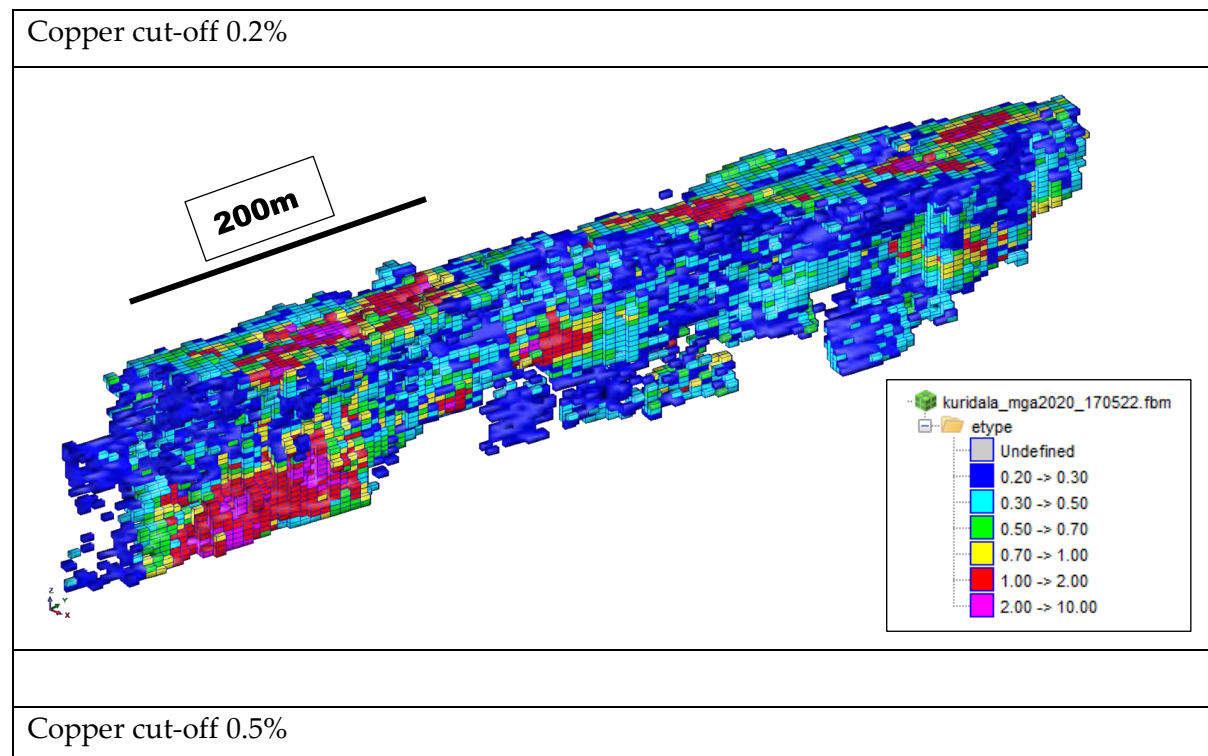 Copper cut-off 0.2%
200m
kuridala_mga2020_170522.fbm
etype
Undefined
0.20 -> 0.30
0.30 -> 0.50
0.50 -> 0.70
0.70 -> 1.00
1.00 -> 2.00
2.00 -> 10.00
Z
Y
X
Copper cut-off 0.5%